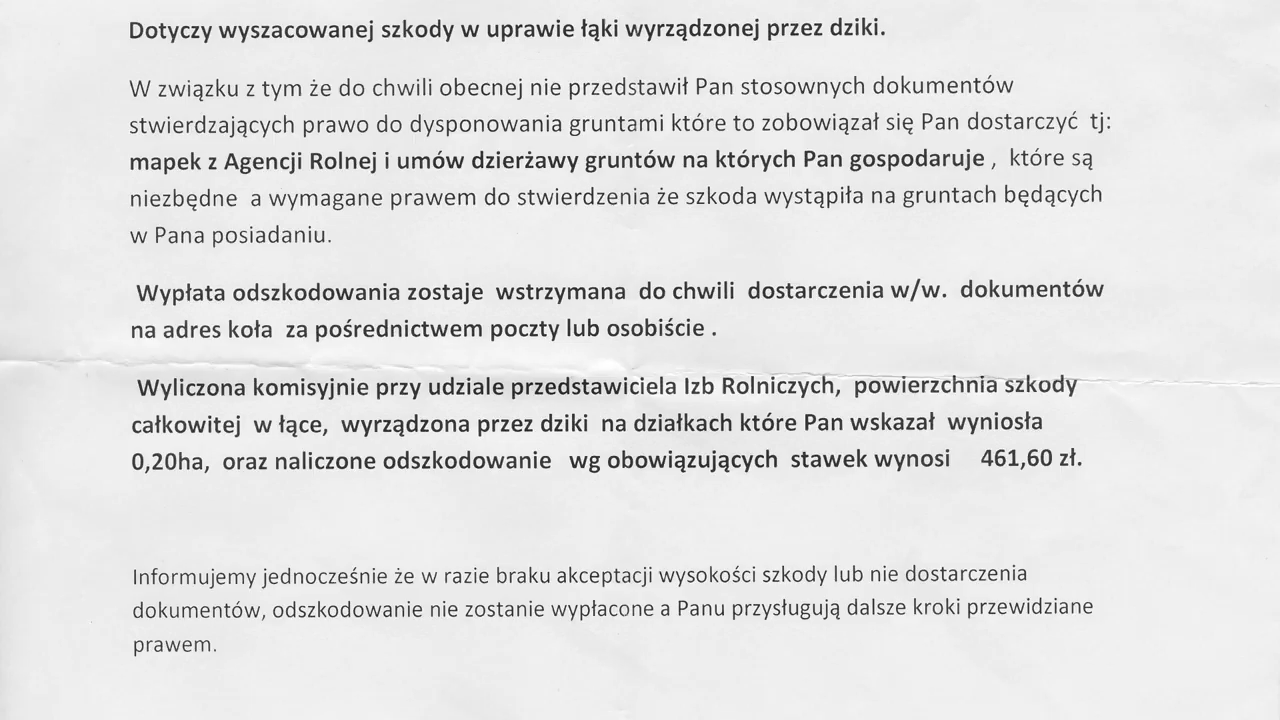 Dotyczy wyszacowanej szkody w uprawie łąki wyrządzonej przez dziki.
W związku z tym że do chwili obecnej nie przedstawił Pan stosownych dokumentów
stwierdzających prawo do dysponowania gruntami które to zobowiązał się Pan dostarczyć tj:
mapek z Agencji Rolnej i umów dzierżawy gruntów na których Pan gospodaruje , które są
niezbędne a wymagane prawem do stwierdzenia że szkoda wystąpiła na gruntach będących
w Pana posiadaniu.
Wypłata odszkodowania zostaje wstrzymana do chwili dostarczenia w/w. dokumentów
na adres koła za pośrednictwem poczty lub osobiście .
Wyliczona komisyjnie przy udziale przedstawiciela Izb Rolniczych, powierzchnia szkody
całkowitej w łące, wyrządzona przez dziki na działkach które Pan wskazał wyniosła
0,20ha, oraz naliczone odszkodowanie wg obowiązujących stawek wynosi 461,60 zł.
Informujemy jednocześnie że w razie braku akceptacji wysokości szkody lub nie dostarczenia
dokumentów, odszkodowanie nie zostanie wypłacone a Panu przysługują dalsze kroki przewidziane
prawem.